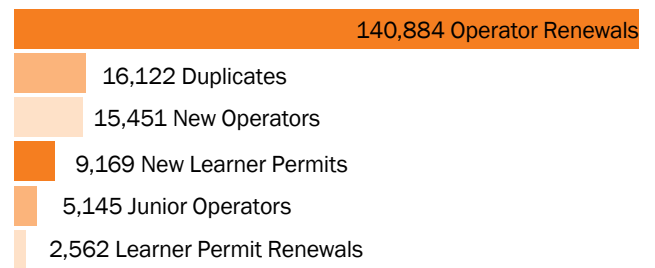 140,884 Operator Renewals
16,122 Duplicates
15,451 New Operators
9,169 New Learner Permits
5,145 Junior Operators
2,562 Learner Permit Renewals